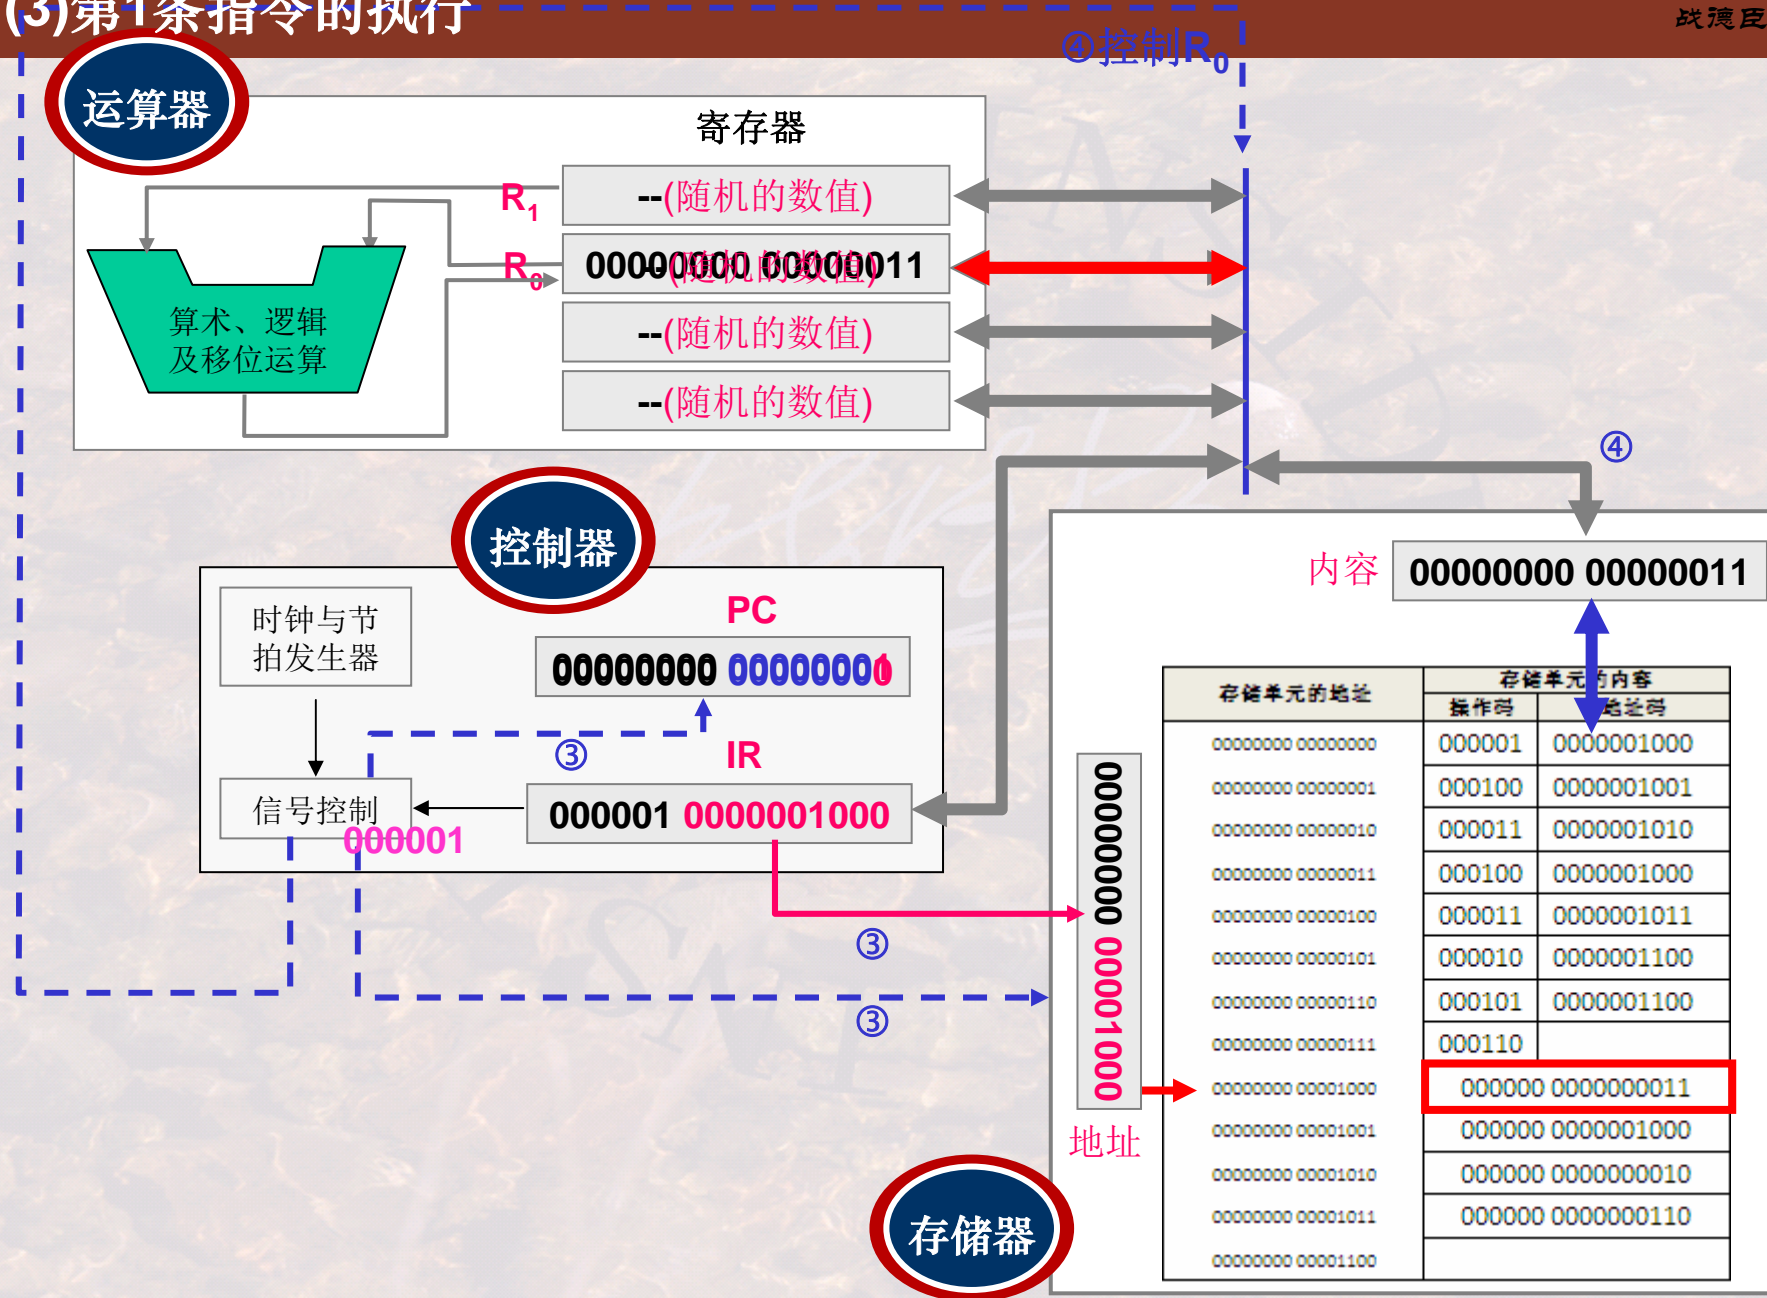 (3)第1条指令的执行
战德臣
④控制R0
运算器
寄存器
R1
--(随机的数值)
R0
00000000 00000011
--(随机的数值)
--(随机的数值)
--(随机的数值)
算术、逻辑
及移位运算
④
控制器
内容
00000000 00000011
时钟与节
拍发生器
PC
00000000 00000001
③
IR
信号控制
000001
000001 0000001000
③
③
00000000 00001000
地址
存储器
存储单元的地址
存储单元的内容
操作码
地址码
00000000 00000000 000001 0000001000
00000000 00000001 000100 0000001001
00000000 00000010 000011 0000001010
00000000 00000011 000100 0000001000
00000000 00000100 000011 0000001011
00000000 00000101 000010 0000001100
00000000 00000110 000101 0000001100
00000000 00000111 000110
00000000 00001000 000000 0000000011
00000000 00001001 000000 0000001000
00000000 00001010 000000 0000000010
00000000 00001011 000000 0000000110
00000000 00001100